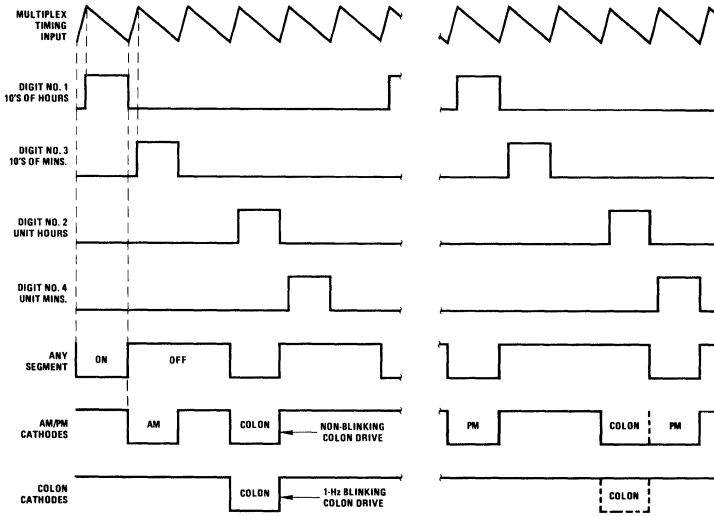 MULTIPLEX
TIMING
INPUT
DIGIT NO. 1
10'S OF HOURS
DIGIT NO. 3
10'S OF MINS.
DIGIT NO. 2
UNIT HOURS
DIGIT NO. 4
UNIT MINS.
ANY
SEGMENT
ON
OFF
AM/PM
CATHODES
AM
COLON
NON-BLINKING
COLON DRIVE
PM
COLON
PM
COLON
CATHODES
COLON
1-Hz BLINKING
COLON DRIVE
COLON